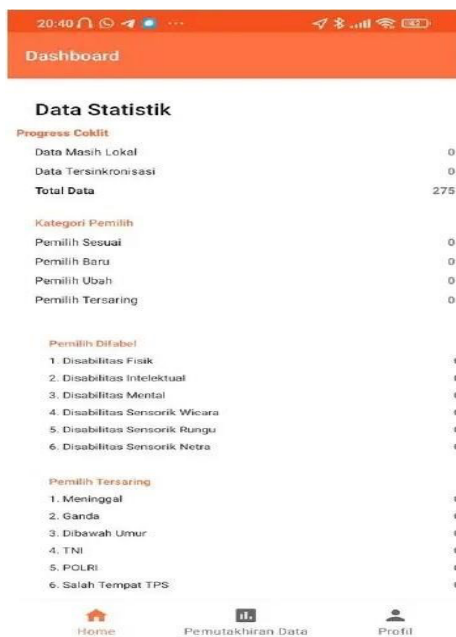 20:40
42
Dashboard
Data Statistik
Progress Coklit
Data Masih Lokal 0
Data Tersinkronisasi 0
Total Data 275
Kategori Pemilih
Pemilih Sesuai 0
Pemilih Baru 0
Pemilih Ubah 0
Pemilih Tersaring 0
Pemilih Difabel
1. Disabilitas Fisik
2. Disabilitas Intelektual
3. Disabilitas Mental
4. Disabilitas Sensorik Wicara
5. Disabilitas Sensorik Rungu
6. Disabilitas Sensorik Netra
Pemilih Tersaring
1. Meninggal
2. Ganda
3. Dibawah Umur
4. TNI
5. POLRI
6. Salah Tempat TPS
Home Pemutakhiran Data Profil